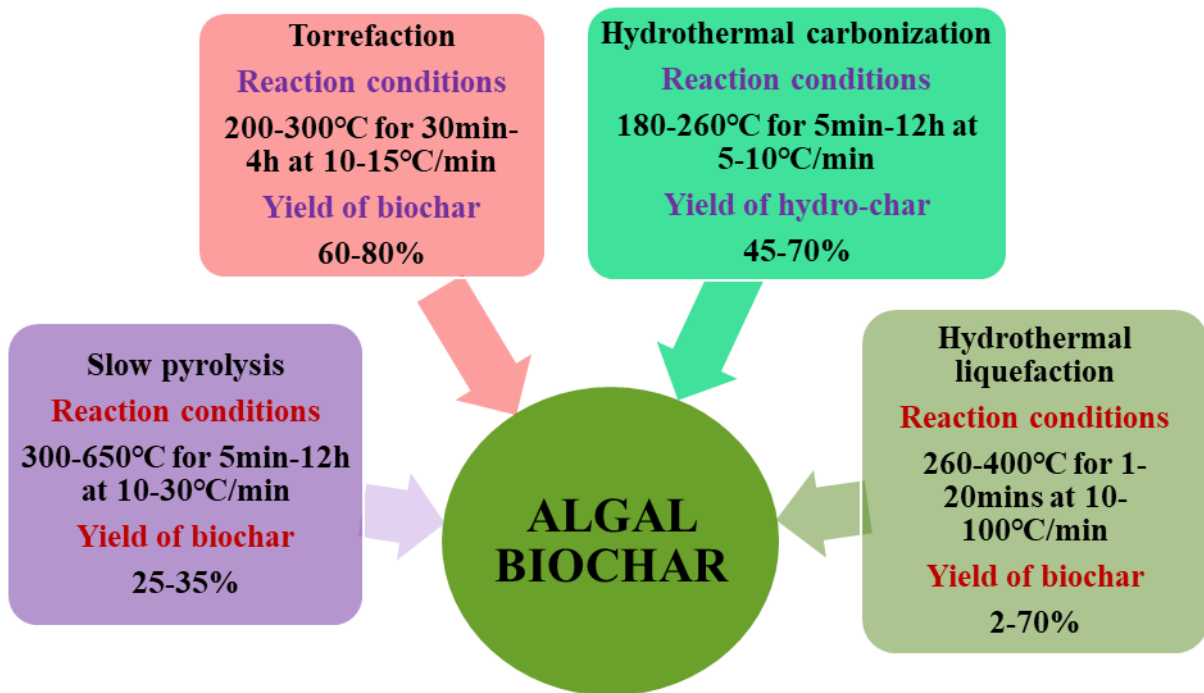 Torrefaction
Reaction conditions
200-300℃ for 30min-
4h at 10-15℃/min
Yield of biochar
60-80%
Hydrothermal carbonization
Reaction conditions
180-260℃ for 5min-12h at
5-10℃/min
Yield of hydro-char
45-70%
Slow pyrolysis
Reaction conditions
300-650℃ for 5min-12h
at 10-30℃/min
Yield of biochar
25-35%
Hydrothermal
liquefaction
Reaction conditions
260-400℃ for 1-
20mins at 10-
100℃/min
Yield of biochar
2-70%
ALGAL
BIOCHAR